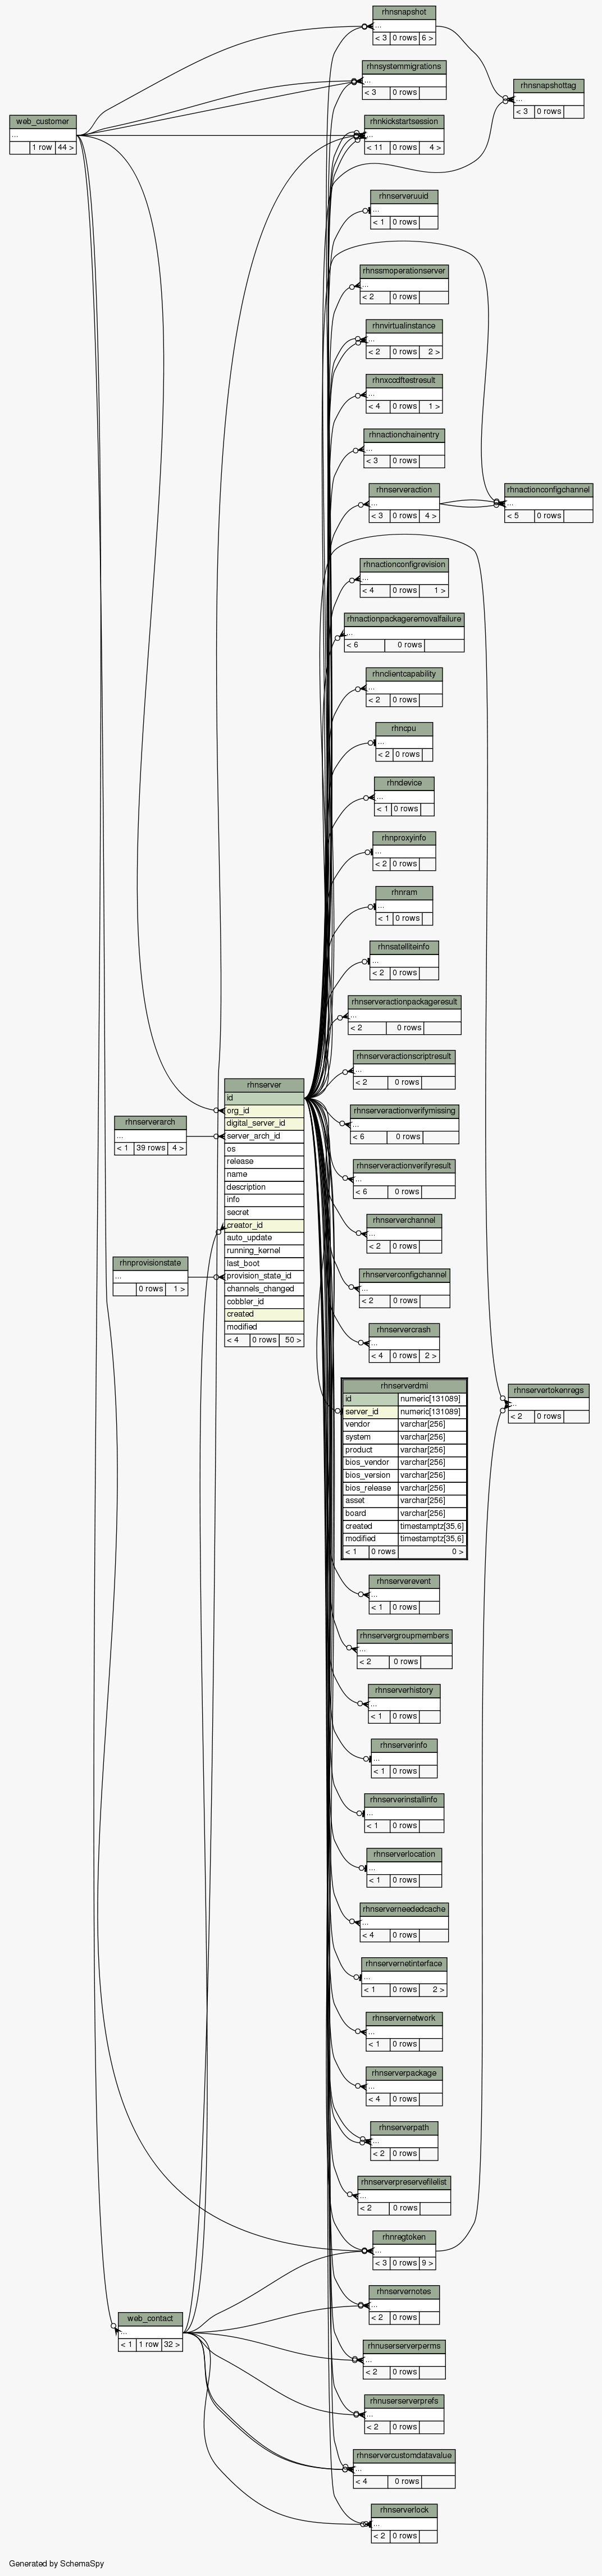 rhnsnapshot
...
< 3 0 rows 6 >
rhnsystemmigrations
...
< 3 0 rows
rhnsnapshottag
...
< 3 0 rows
web_customer
...
1 row 44 >
rhnkickstartsession
...
< 11 0 rows 4 >
rhnserveruuid
...
< 1 0 rows
rhnssmoperationserver
...
< 2 0 rows
rhnvirtualinstance
...
< 2 0 rows 2 >
rhnxccdftestresult
...
< 4 0 rows 1 >
rhnactionchainentry
...
< 3 0 rows
rhnserveraction
...
< 3 0 rows 4 >
rhnactionconfigchannel
...
< 5 0 rows
rhnactionconfigrevision
...
< 4 0 rows 1 >
rhnactionpackageremovalfailure
...
< 6 0 rows
rhnclientcapability
...
< 2 0 rows
rhncpu
...
< 2 0 rows
rhndevice
...
< 1 0 rows
rhnproxyinfo
...
< 2 0 rows
rhnram
...
< 1 0 rows
rhnsatelliteinfo
...
< 2 0 rows
rhnserveractionpackageresult
...
< 2 0 rows
rhnserveractionscriptresult
...
< 2 0 rows
rhnserver
id
org_id
digital_server_id
server_arch_id
os
release
name
description
info
secret
creator_id
auto_update
running_kernel
last_boot
provision_state_id
channels_changed
cobbler_id
created
modified
< 4 0 rows 50 >
rhnserverarch
...
< 1 39 rows 4 >
rhnprovisionstate
...
0 rows 1 >
rhnserveractionverifymissing
...
< 6 0 rows
rhnserveractionverifyresult
...
< 6 0 rows
rhnserverchannel
...
< 2 0 rows
rhnserverconfigchannel
...
< 2 0 rows
rhnservercrash
...
< 4 0 rows 2 >
rhnserverdmi
id numeric[131089]
server_id numeric[131089]
vendor varchar[256]
system varchar[256]
product varchar[256]
bios_vendor varchar[256]
bios_version varchar[256]
bios_release varchar[256]
asset varchar[256]
board varchar[256]
created timestamptz[35,6]
modified timestamptz[35,6]
< 1 0 rows 0 >
rhnservertokenregs
...
< 2 0 rows
rhnserverevent
...
< 1 0 rows
rhnservergroupmembers
...
< 2 0 rows
rhnserverhistory
...
< 1 0 rows
rhnserverinfo
...
< 1 0 rows
rhnserverinstallinfo
...
< 1 0 rows
rhnserverlocation
...
< 1 0 rows
rhnserverneededcache
...
< 4 0 rows
rhnservernetinterface
...
< 1 0 rows 2 >
rhnservernetwork
...
< 1 0 rows
rhnserverpackage
...
< 4 0 rows
rhnserverpath
...
< 2 0 rows
rhnserverpreservefilelist
...
< 2 0 rows
rhnregtoken
...
< 3 0 rows 9 >
rhnservernotes
...
< 2 0 rows
web_contact
...
< 1 1 row 32 >
rhnuserserverperms
...
< 2 0 rows
rhnuserserverprefs
...
< 2 0 rows
rhnservercustomdatavalue
...
< 4 0 rows
rhnserverlock
...
< 2 0 rows
Generated by SchemaSpy